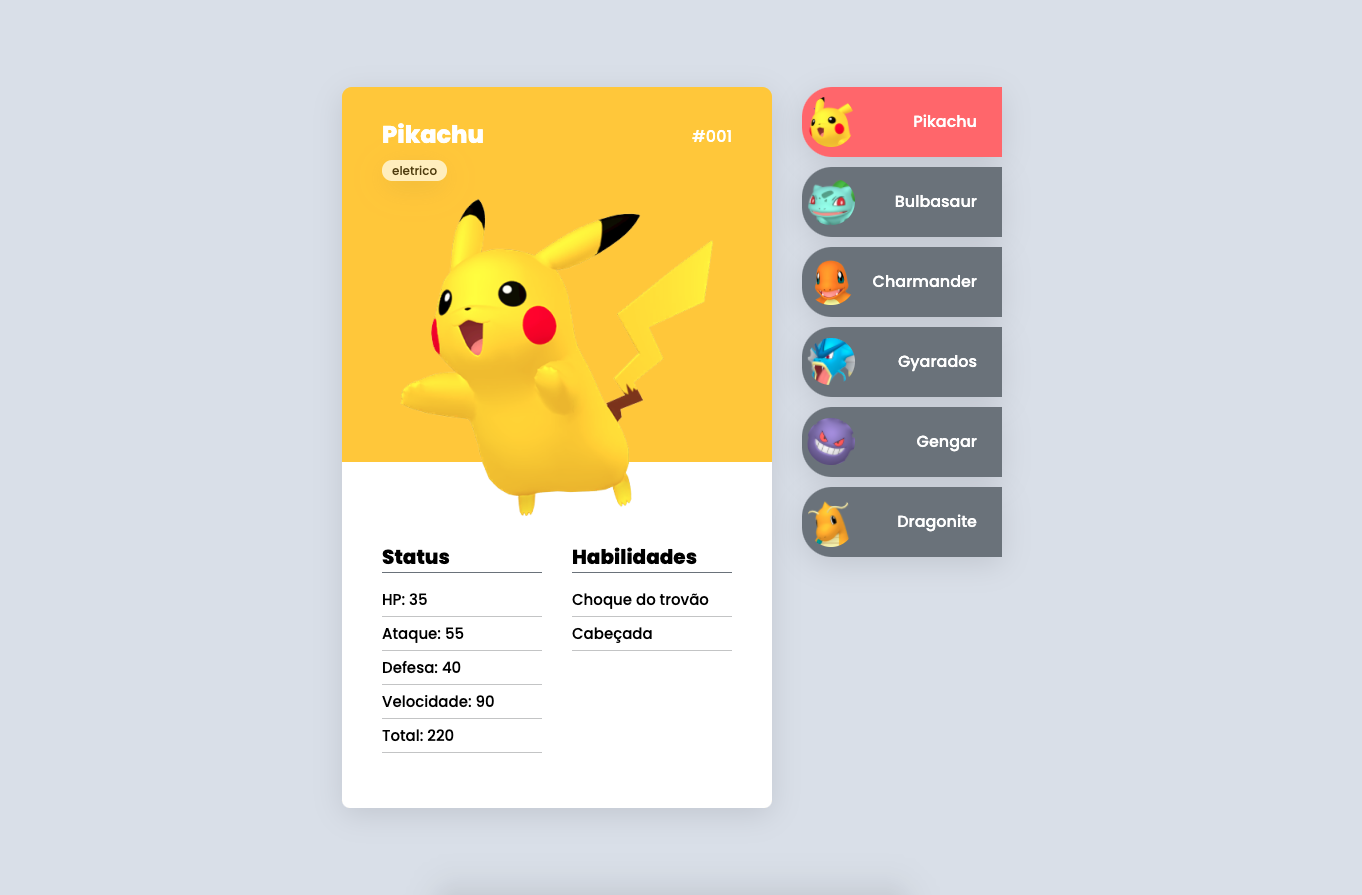 Pikachu
#001
eletrico
Status
HP: 35
Ataque: 55
Defesa: 40
Velocidade: 90
Total: 220
Habilidades
Choque do trovão
Cabeçada
Pikachu
Bulbasaur
Charmander
Gyarados
Gengar
Dragonite